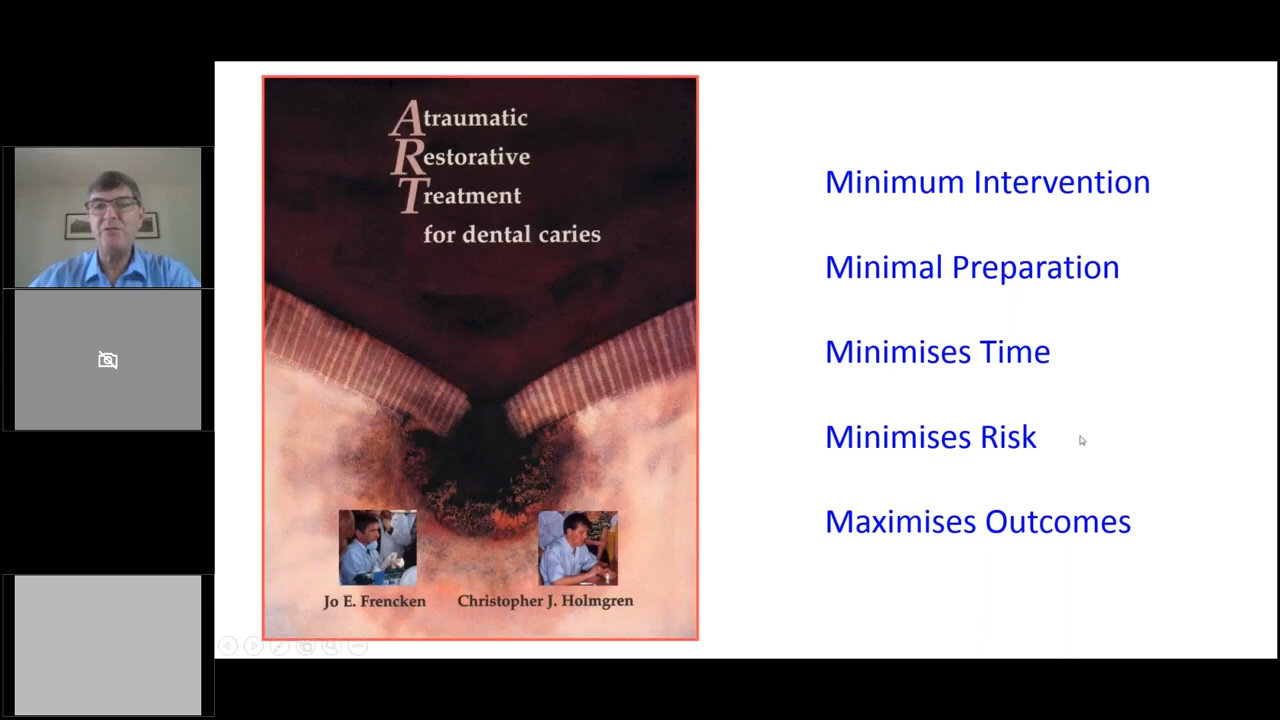 Atraumatic
Restorative
Treatment
for dental caries
Jo E. Frencken
Christopher J. Holmgren
Minimum Intervention
Minimal Preparation
Minimises Time
Minimises Risk
Maximises Outcomes